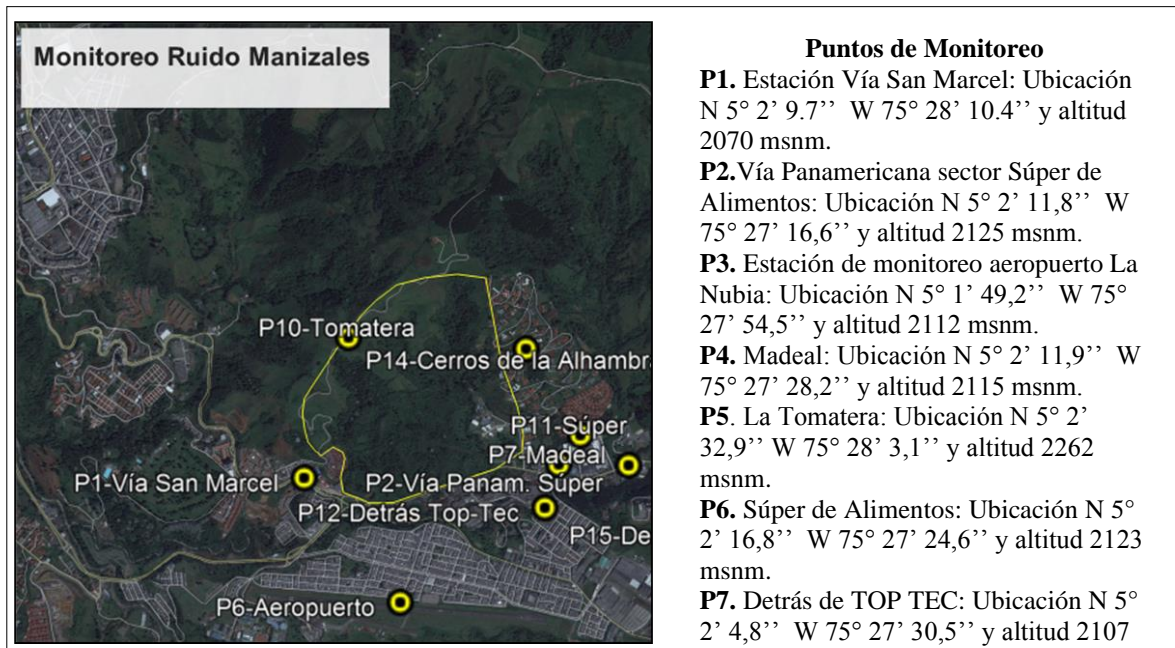 Monitoreo Ruido Manizales
P10-Tomatera
P14-Cerros de la Alhambr
P11-Súper
P7-Madeal
P1-Vía San Marcel
P2-Vía Panam. Súper
P12-Detrás Top-Tec
P15-De
P6-Aeropuerto
Puntos de Monitoreo
P1. Estación Vía San Marcel: Ubicación
N 5° 2’ 9.7’’ W 75° 28’ 10.4’’ y altitud
2070 msnm.
P2.Vía Panamericana sector Súper de
Alimentos: Ubicación N 5° 2’ 11,8’’ W
75° 27’ 16,6’’ y altitud 2125 msnm.
P3. Estación de monitoreo aeropuerto La
Nubia: Ubicación N 5° 1’ 49,2’’ W 75°
27’ 54,5’’ y altitud 2112 msnm.
P4. Madeal: Ubicación N 5° 2’ 11,9’’ W
75° 27’ 28,2’’ y altitud 2115 msnm.
P5. La Tomatera: Ubicación N 5° 2’
32,9’’ W 75° 28’ 3,1’’ y altitud 2262
msnm.
P6. Súper de Alimentos: Ubicación N 5°
2’ 16,8’’ W 75° 27’ 24,6’’ y altitud 2123
msnm.
P7. Detrás de TOP TEC: Ubicación N 5°
2’ 4,8’’ W 75° 27’ 30,5’’ y altitud 2107